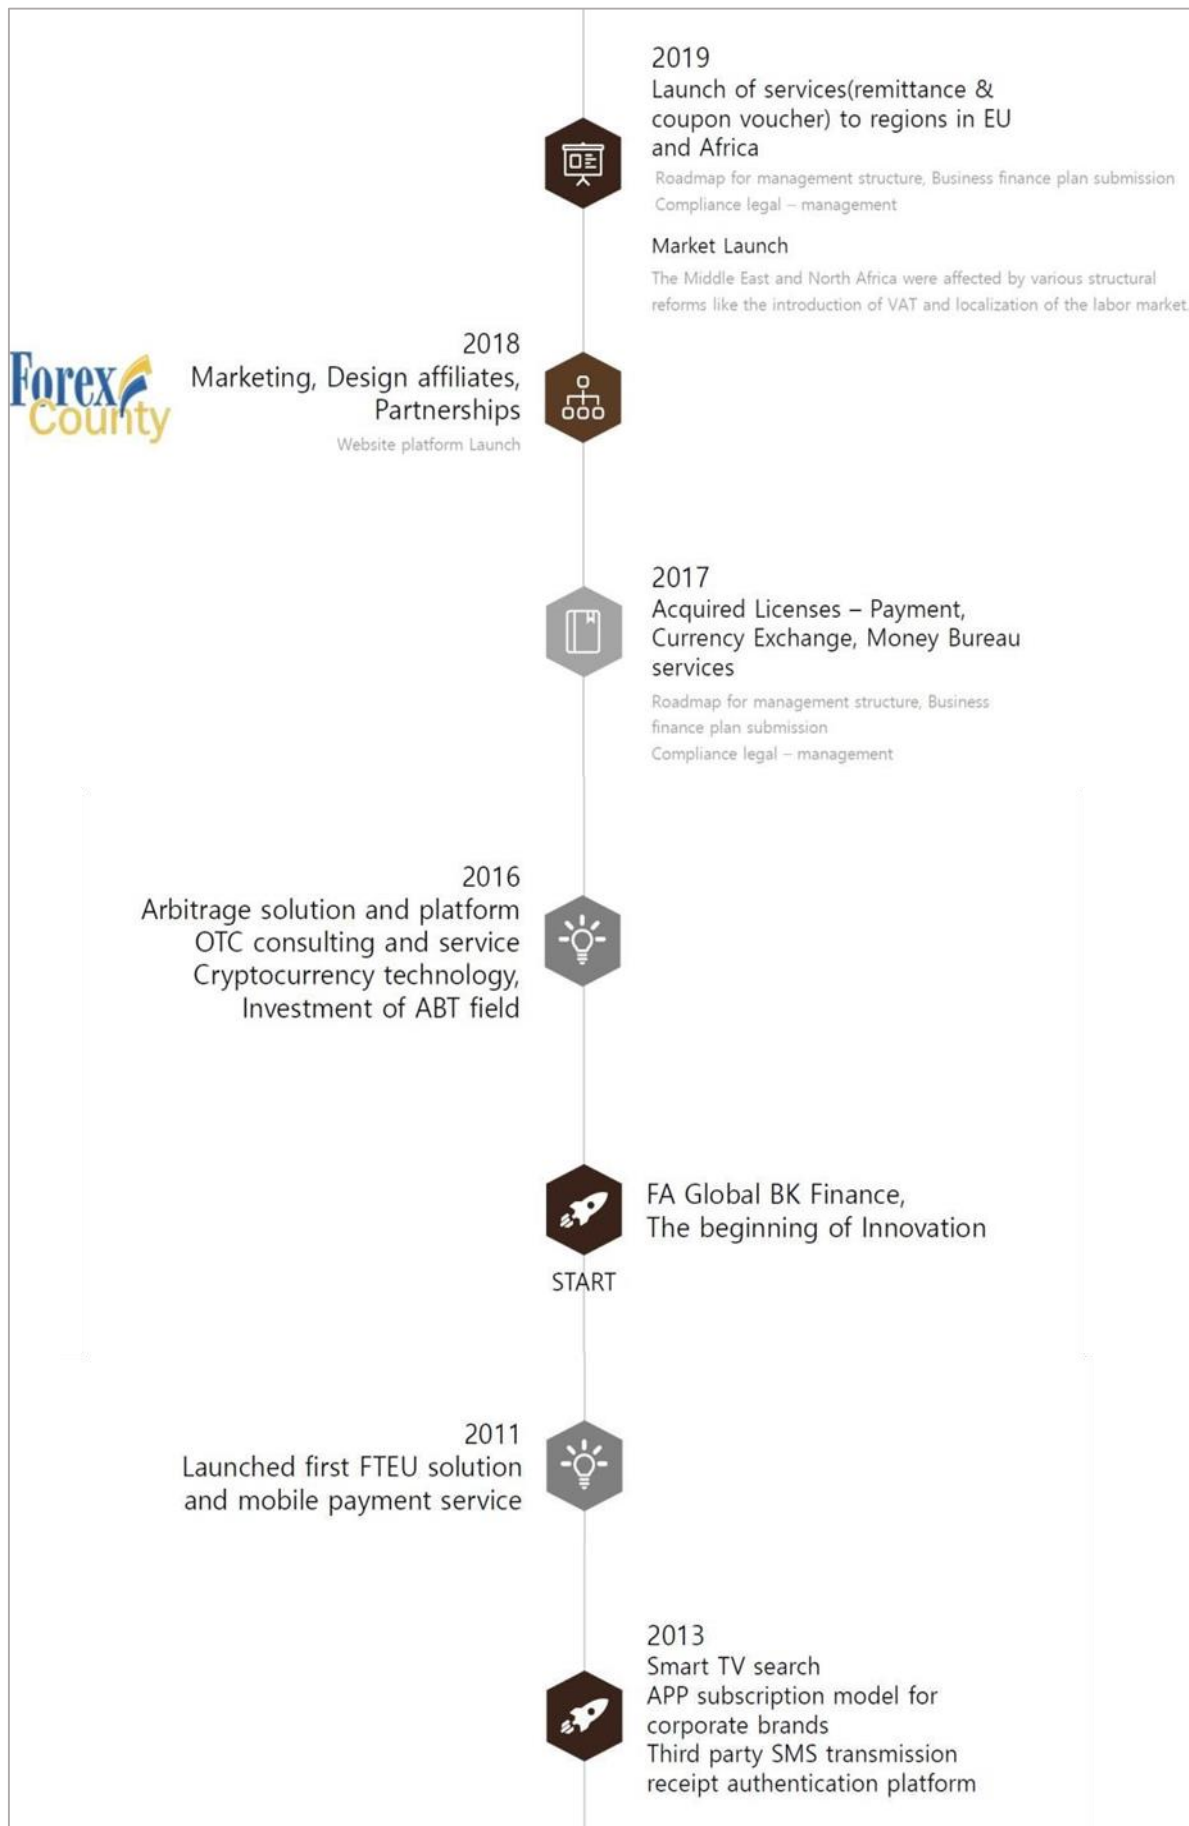 2019
Launch of services(remittance &
coupon voucher) to regions in EU
and Africa
Roadmap for management structure, Business finance plan submission
Compliance legal – management
Market Launch
The Middle East and North Africa were affected by various structural
reforms like the introduction of VAT and localization of the labor market.
Forex
County
2018
Marketing, Design affiliates,
Partnerships
Website platform Launch
2017
Acquired Licenses – Payment,
Currency Exchange, Money Bureau
services
Roadmap for management structure, Business
finance plan submission
Compliance legal – management
2016
Arbitrage solution and platform
OTC consulting and service
Cryptocurrency technology,
Investment of ABT field
FA Global BK Finance,
The beginning of Innovation
START
2011
Launched first FTEU solution
and mobile payment service
2013
Smart TV search
APP subscription model for
corporate brands
Third party SMS transmission
receipt authentication platform